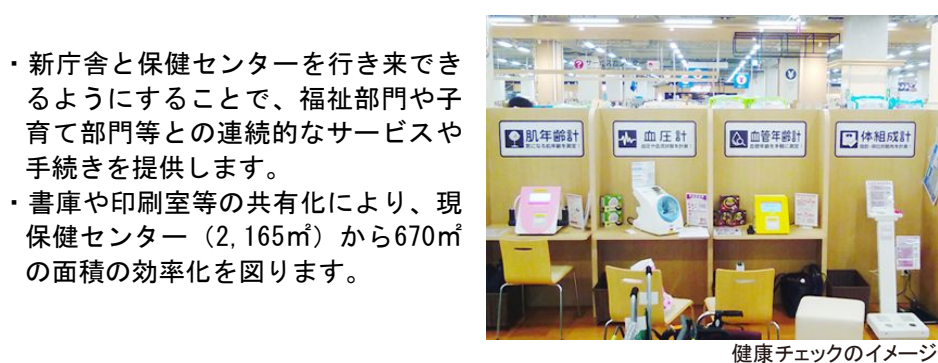 ・新庁舎と保健センターを行き来でき
るようにすることで、福祉部門や子
育て部門等との連続的なサービスや
手続きを提供します。
・書庫や印刷室等の共有化により、現
保健センター（2,165㎡）から670㎡
の面積の効率化を図ります。
肌年齢計
血圧計
血管年齢計
体組成計
健康チェックのイメージ